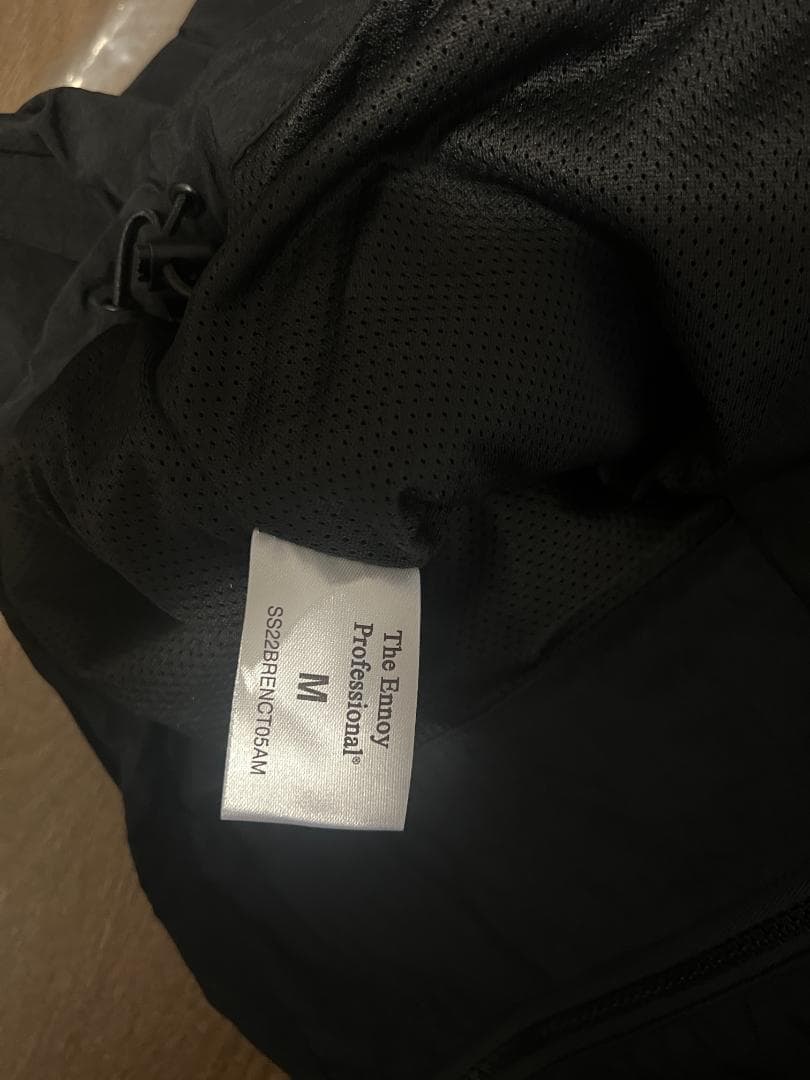 The Ennoy
Professional®
M
SS22BRENCT05AM